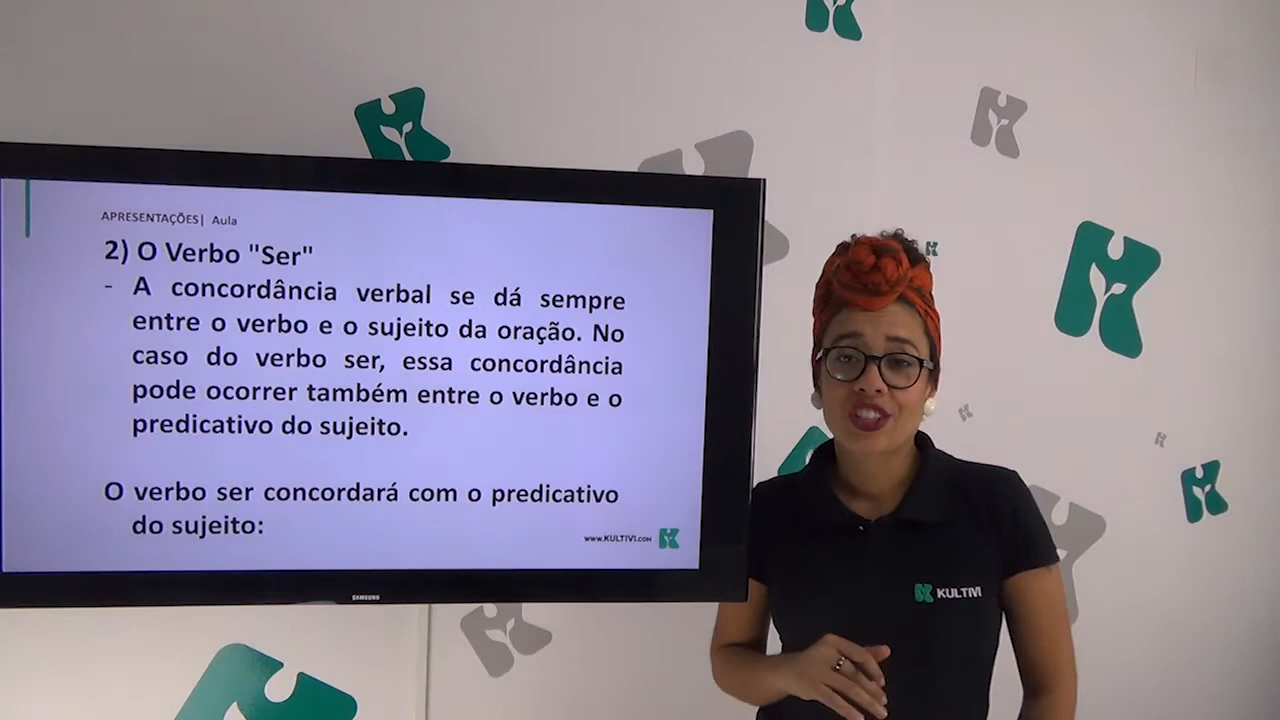 APRESENTAÇÕES| Aula
2) O Verbo "Ser"
- A concordância verbal se dá sempre
entre o verbo e o sujeito da oração. No
caso do verbo ser, essa concordância
pode ocorrer também entre o verbo e o
predicativo do sujeito.
O verbo ser concordará com o predicativo
do sujeito:
www.KULTIVI.com
SAMSUNG
KULTIVI